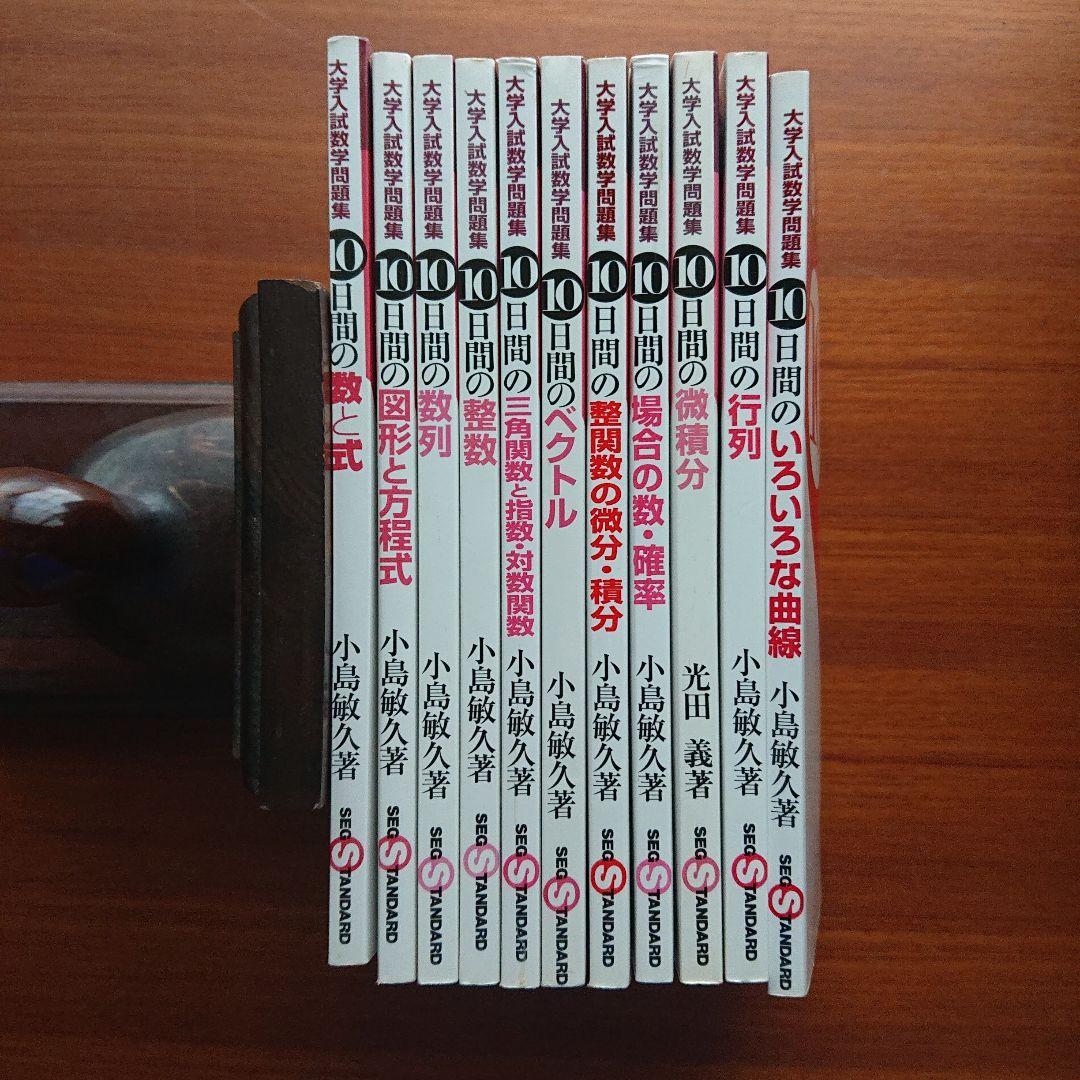 大学入試数学問題集 10日間の数と式 小島敏久著 SEG STANDARD
大学入試数学問題集 10日間の図形と方程式 小島敏久著 SEG STANDARD
大学入試数学問題集 10日間の数列 小島敏久著 SEG STANDARD
大学入試数学問題集 10日間の整数 小島敏久著 SEG STANDARD
大学入試数学問題集 10日間の三角関数と指数・対数関数 小島敏久著 SEG STANDARD
大学入試数学問題集 10日間のベクトル 小島敏久著 SEG STANDARD
大学入試数学問題集 10日間の整関数の微分・積分 小島敏久著 SEG STANDARD
大学入試数学問題集 10日間の場合の数・確率 小島敏久著 SEG STANDARD
大学入試数学問題集 10日間の微積分 光田 義著 SEG STANDARD
大学入試数学問題集 10日間の行列 小島敏久著 SEG STANDARD
大学入試数学問題集 10日間のいろいろな曲線 小島敏久著 SEG STANDARD